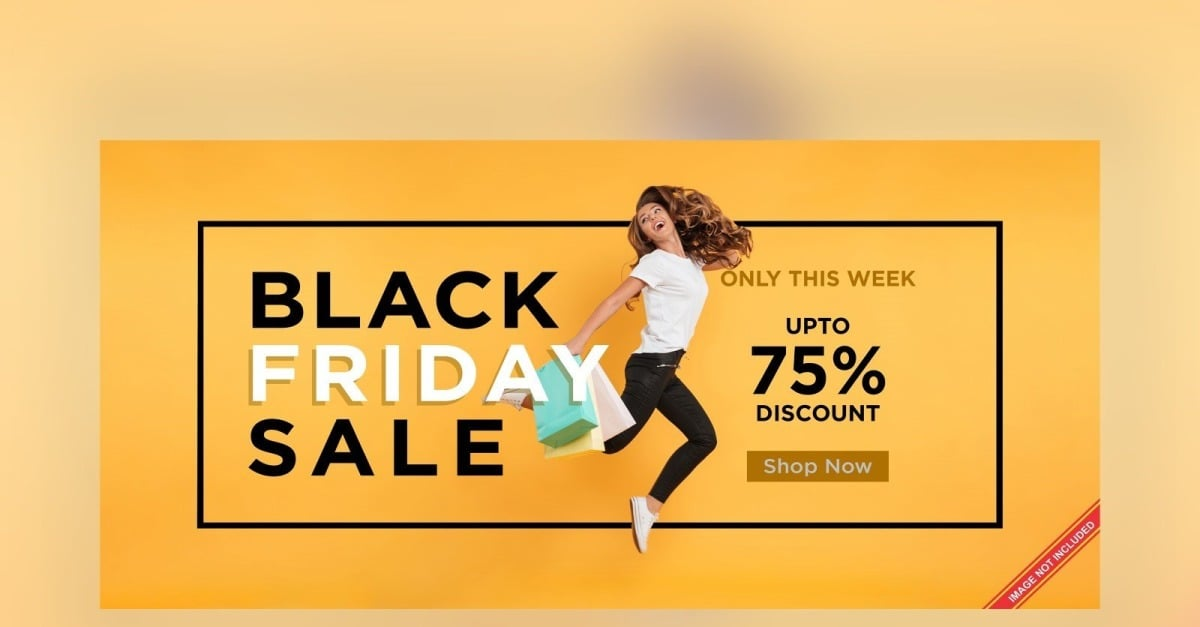 BLACK
FRIDAY
SALE
ONLY THIS WEEK
UPTO
75%
DISCOUNT
Shop Now
IMAGE NOT INCLUDED